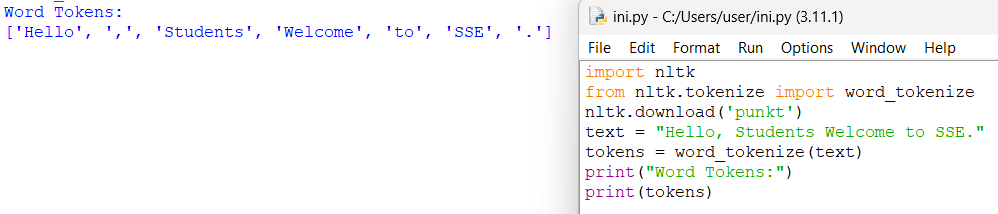 Word Tokens:
['Hello', ',', 'Students', 'Welcome', 'to', 'SSE', '.']
ini.py - C:/Users/user/ini.py (3.11.1)
File Edit Format Run Options Window Help
import nltk
from nltk.tokenize import word_tokenize
nltk.download('punkt')
text = "Hello, Students Welcome to SSE."
tokens = word_tokenize(text)
print("Word Tokens:")
print(tokens)